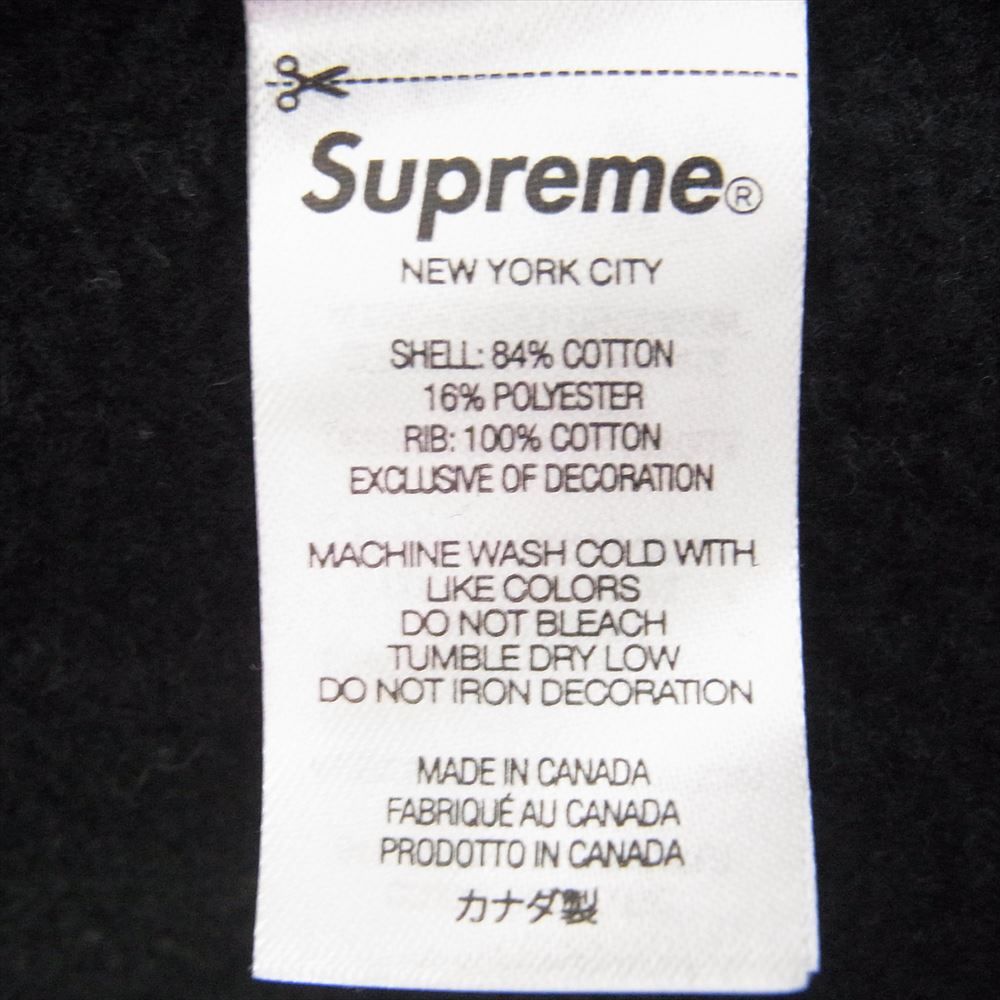 Supreme®
NEW YORK CITY
SHELL: 84% COTTON
16% POLYESTER
RIB: 100% COTTON
EXCLUSIVE OF DECORATION
MACHINE WASH COLD WITH
LIKE COLORS
DO NOT BLEACH
TUMBLE DRY LOW
DO NOT IRON DECORATION
MADE IN CANADA
FABRIQUÉ AU CANADA
PRODOTTO IN CANADA
カナダ製